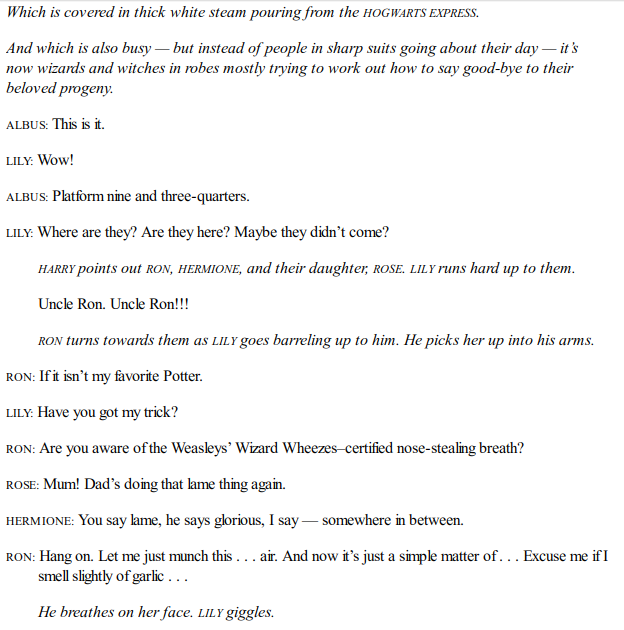 Which is covered in thick white steam pouring from the HOGWARTS EXPRESS.
And which is also busy — but instead of people in sharp suits going about their day — it’s
now wizards and witches in robes mostly trying to work out how to say good-bye to their
beloved progeny.
ALBUS: This is it.
LILY: Wow!
ALBUS: Platform nine and three-quarters.
LILY: Where are they? Are they here? Maybe they didn’t come?
HARRY points out RON, HERMIONE, and their daughter, ROSE. LILY runs hard up to them.
Uncle Ron. Uncle Ron!!!
RON turns towards them as LILY goes barreling up to him. He picks her up into his arms.
RON: If it isn’t my favorite Potter.
LILY: Have you got my trick?
RON: Are you aware of the Weasleys’ Wizard Wheezes–certified nose-stealing breath?
ROSE: Mum! Dad’s doing that lame thing again.
HERMIONE: You say lame, he says glorious, I say — somewhere in between.
RON: Hang on. Let me just munch this . . . air. And now it’s just a simple matter of . . . Excuse me if I
smell slightly of garlic . . .
He breathes on her face. LILY giggles.